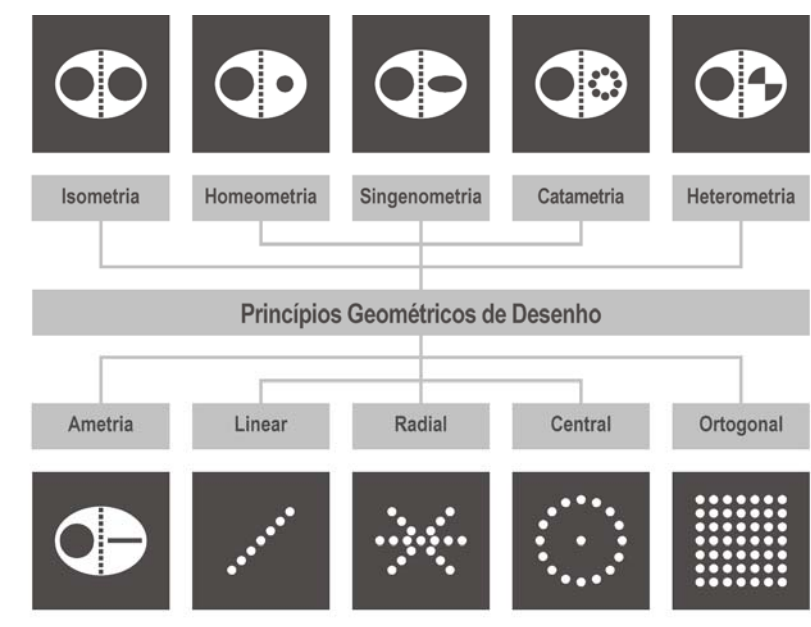 Isometria
Homeometria
Singenometria
Catametria
Heterometria
Princípios Geométricos de Desenho
Ametria
Linear
Radial
Central
Ortogonal